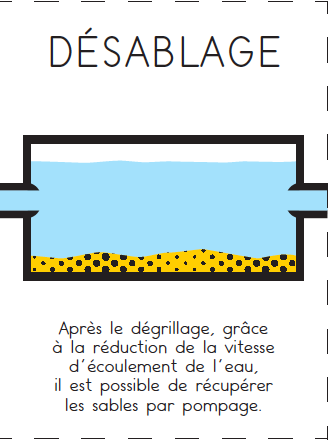 DÉSABLAGE
Après le dégrillage, grâce
à la réduction de la vitesse
d'écoulement de l'eau,
il est possible de récupérer
les sables par pompage.